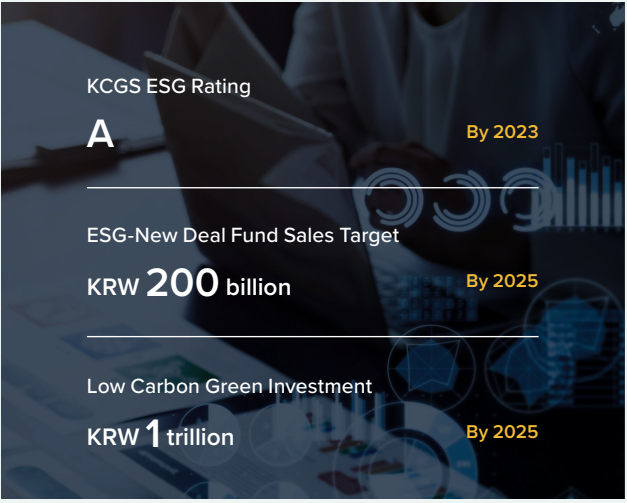 KCGS ESG Rating
A
By 2023
ESG-New Deal Fund Sales Target
KRW 200 billion
By 2025
Low Carbon Green Investment
KRW 1 trillion
By 2025